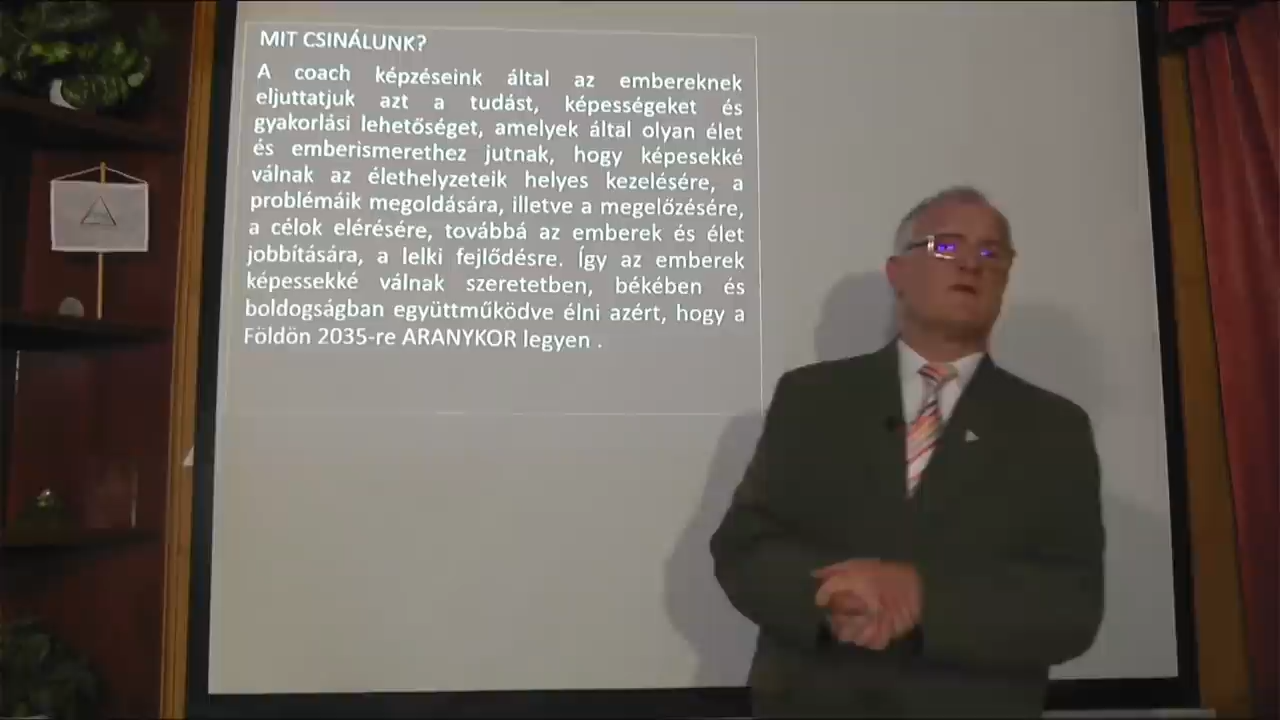 MIT CSINÁLUNK?
A coach képzéseink által az embereknek
eljuttatjuk azt a tudást, képességeket és
gyakorlási lehetőséget, amelyek által olyan élet
és emberismerethez jutnak, hogy képesekké
válnak az élethelyzeteik helyes kezelésére, a
problémáik megoldására, illetve a megelőzésére,
a célok elérésére, továbbá az emberek és élet
jobbítására, a lelki fejlődésre. Így az emberek
képessekké válnak szeretetben, békében és
boldogságban együttműködve élni azért, hogy a
Földön 2035-re ARANYKOR legyen .